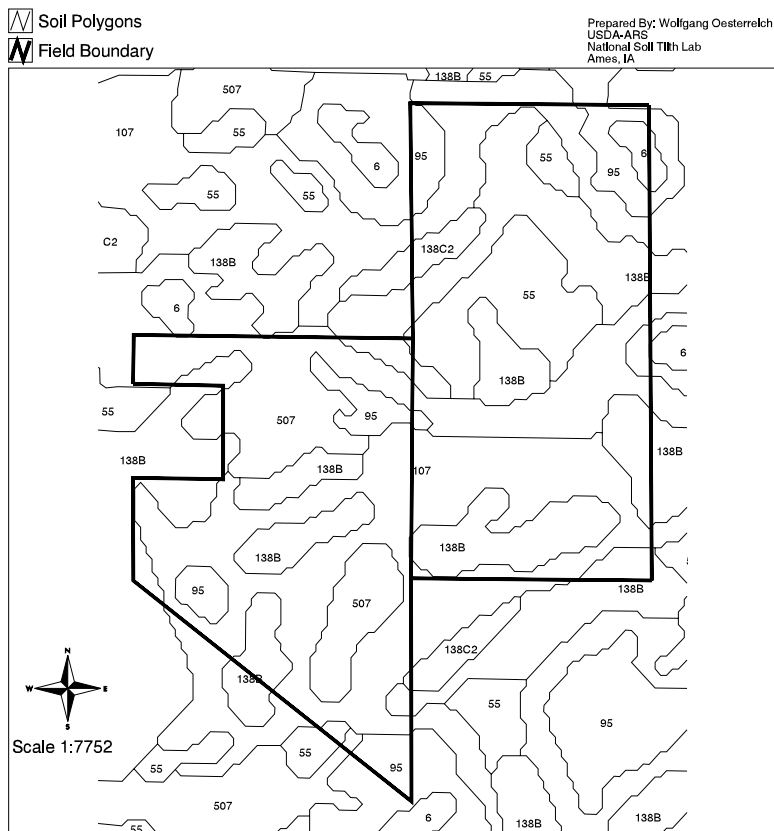 Soil Polygons
Field Boundary
Prepared By: Wolfgang Oesterreich
USDA-ARS
National Soil Tilth Lab
Ames, IA
138B
55
507
107
55
95
55
6
95
6
55
55
C2
138C2
138B
138B
55
6
6
138B
55
507
95
138B
138B
138B
107
138B
138B
95
507
138B
138C2
138B
55
95
N
W
E
S
Scale 1:7752
55
55
95
507
6
55
138B
138B